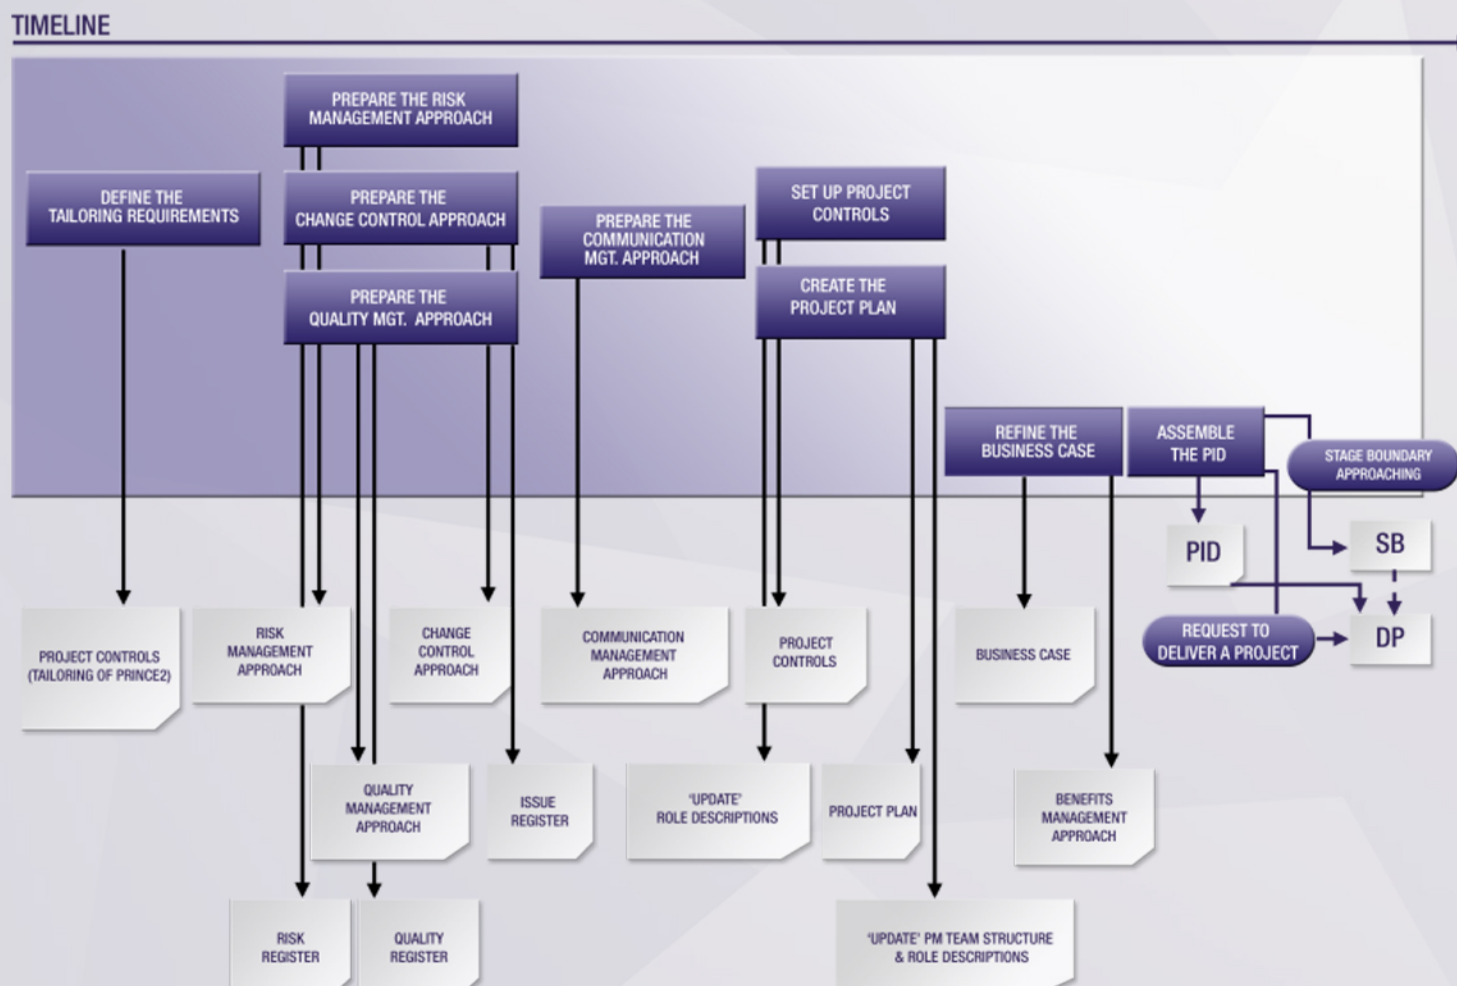 TIMELINE
PREPARE THE RISK
MANAGEMENT APPROACH
DEFINE THE
TAILORING REQUIREMENTS
PREPARE THE
CHANGE CONTROL APPROACH
PREPARE THE
QUALITY MGT. APPROACH
PREPARE THE
COMMUNICATION
MGT. APPROACH
SET UP PROJECT
CONTROLS
CREATE THE
PROJECT PLAN
REFINE THE
BUSINESS CASE
ASSEMBLE
THE PID
STAGE BOUNDARY
APPROACHING
PID
SB
REQUEST TO
DELIVER A PROJECT
DP
PROJECT CONTROLS
(TAILORING OF PRINCE2)
RISK
MANAGEMENT
APPROACH
CHANGE
CONTROL
APPROACH
COMMUNICATION
MANAGEMENT
APPROACH
PROJECT
CONTROLS
BUSINESS CASE
QUALITY
MANAGEMENT
APPROACH
ISSUE
REGISTER
'UPDATE'
ROLE DESCRIPTIONS
PROJECT PLAN
BENEFITS
MANAGEMENT
APPROACH
RISK
REGISTER
QUALITY
REGISTER
'UPDATE' PM TEAM STRUCTURE
& ROLE DESCRIPTIONS